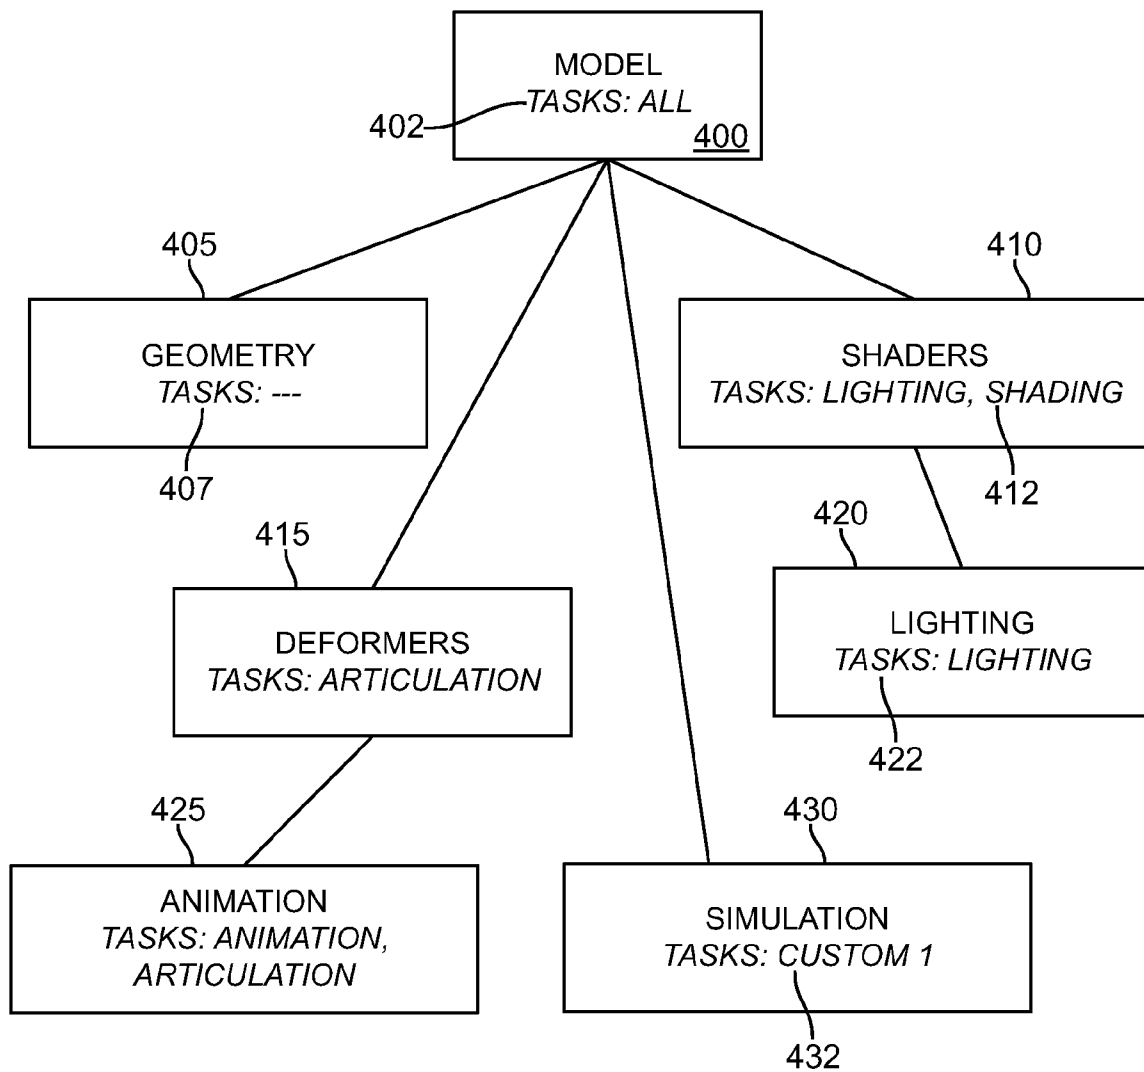 MODEL
TASKS: ALL
402
400
405
410
GEOMETRY
TASKS: ---
SHADERS
TASKS: LIGHTING, SHADING
407
412
415
420
DEFORMERS
TASKS: ARTICULATION
LIGHTING
TASKS: LIGHTING
422
425
430
ANIMATION
TASKS: ANIMATION,
ARTICULATION
SIMULATION
TASKS: CUSTOM 1
432